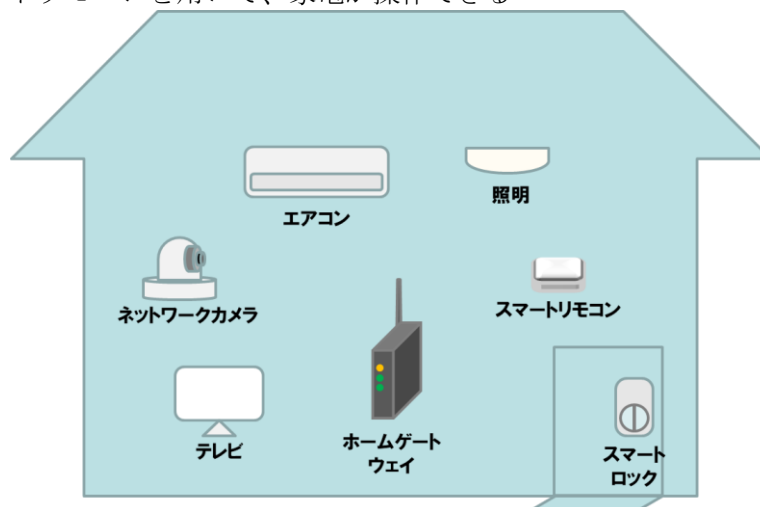 エアコン
照明
ネットワークカメラ
スマートリモコン
テレビ
ホームゲート
ウェイ
スマート
ロック